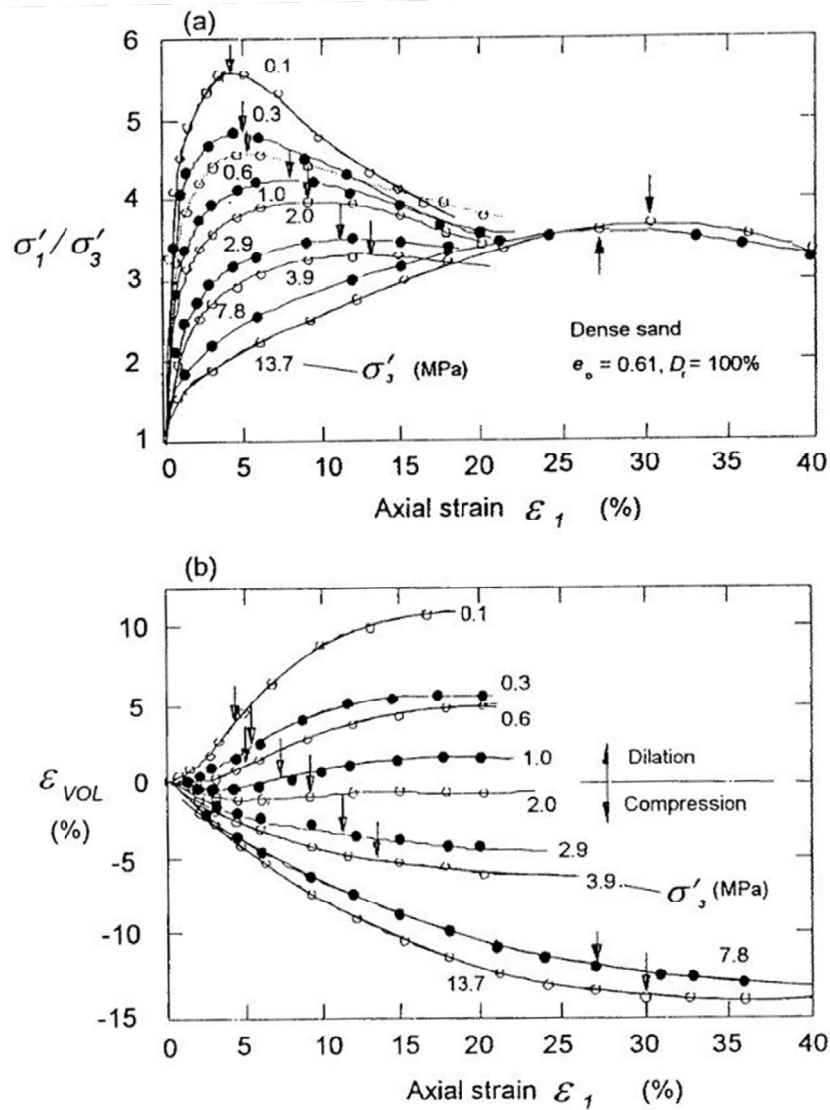 (a)
6
5
4
3
2
1
σ′₁/σ′₃
0.1
0.3
0.6
1.0
2.0
2.9
3.9
7.8
13.7
σ′₃ (MPa)
Dense sand
eₒ = 0.61, Dᵣ = 100%
0 5 10 15 20 25 30 35 40
Axial strain ε₁ (%)
(b)
10
5
0
-5
-10
-15
ε VOL
(%)
0.1
0.3
0.6
1.0
2.0
2.9
3.9
σ′₃ (MPa)
7.8
13.7
Dilation
Compression
0 5 10 15 20 25 30 35 40
Axial strain ε₁ (%)